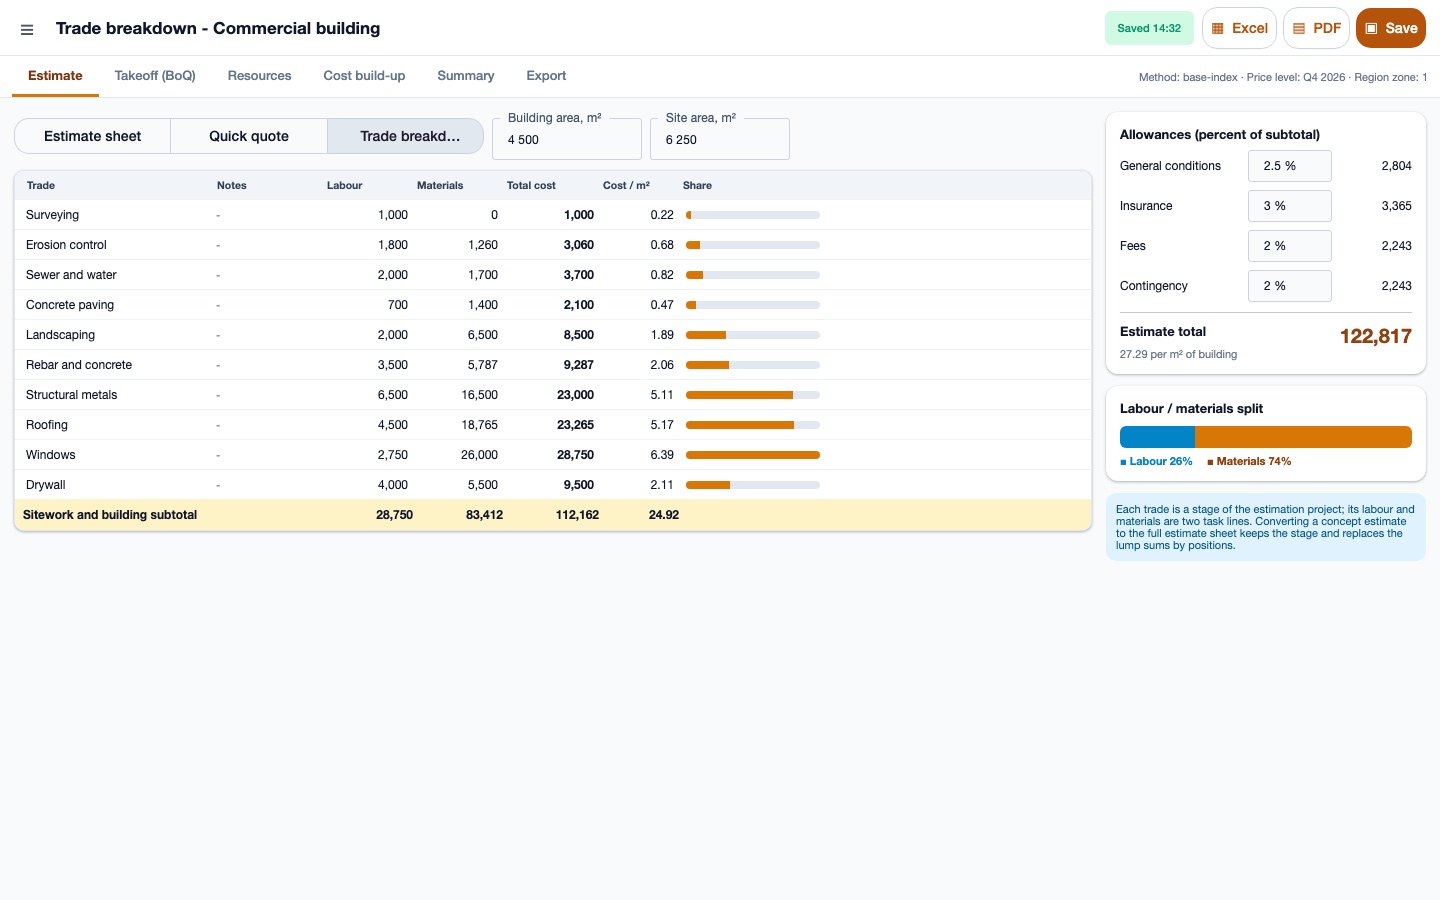 Trade breakdown - Commercial building
Saved 14:32
Excel
PDF
Save
Estimate
Takeoff (BoQ)
Resources
Cost build-up
Summary
Export
Method: base-index · Price level: Q4 2026 · Region zone: 1
Estimate sheet
Quick quote
Trade breakd…
Building area, m²
4 500
Site area, m²
6 250
Trade Notes Labour Materials Total cost Cost / m² Share
Surveying - 1,000 0 1,000 0.22
Erosion control - 1,800 1,260 3,060 0.68
Sewer and water - 2,000 1,700 3,700 0.82
Concrete paving - 700 1,400 2,100 0.47
Landscaping - 2,000 6,500 8,500 1.89
Rebar and concrete - 3,500 5,787 9,287 2.06
Structural metals - 6,500 16,500 23,000 5.11
Roofing - 4,500 18,765 23,265 5.17
Windows - 2,750 26,000 28,750 6.39
Drywall - 4,000 5,500 9,500 2.11
Sitework and building subtotal 28,750 83,412 112,162 24.92
Allowances (percent of subtotal)
General conditions 2.5 % 2,804
Insurance 3 % 3,365
Fees 2 % 2,243
Contingency 2 % 2,243
Estimate total 122,817
27.29 per m² of building
Labour / materials split
■ Labour 26% ■ Materials 74%
Each trade is a stage of the estimation project; its labour and
materials are two task lines. Converting a concept estimate
to the full estimate sheet keeps the stage and replaces the
lump sums by positions.